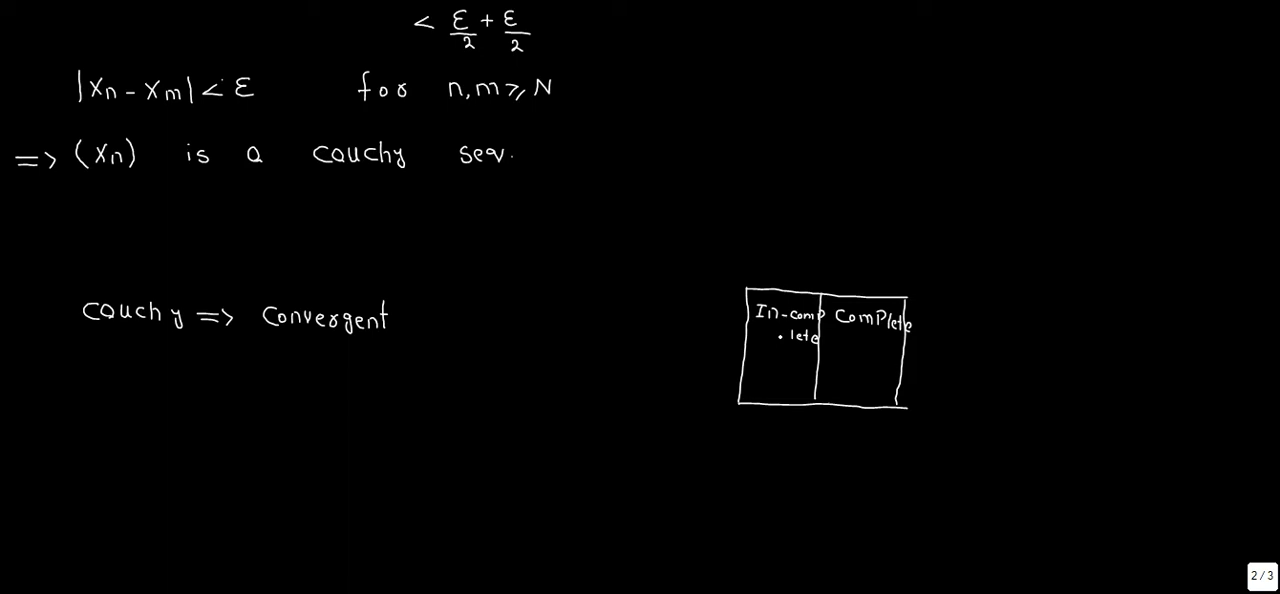 < ε/2 + ε/2
|xn - xm| < ε for n, m ⩾ N
=> (xn) is a cauchy seq.
cauchy => convergent
In-comp
lete
Complete
2 / 3